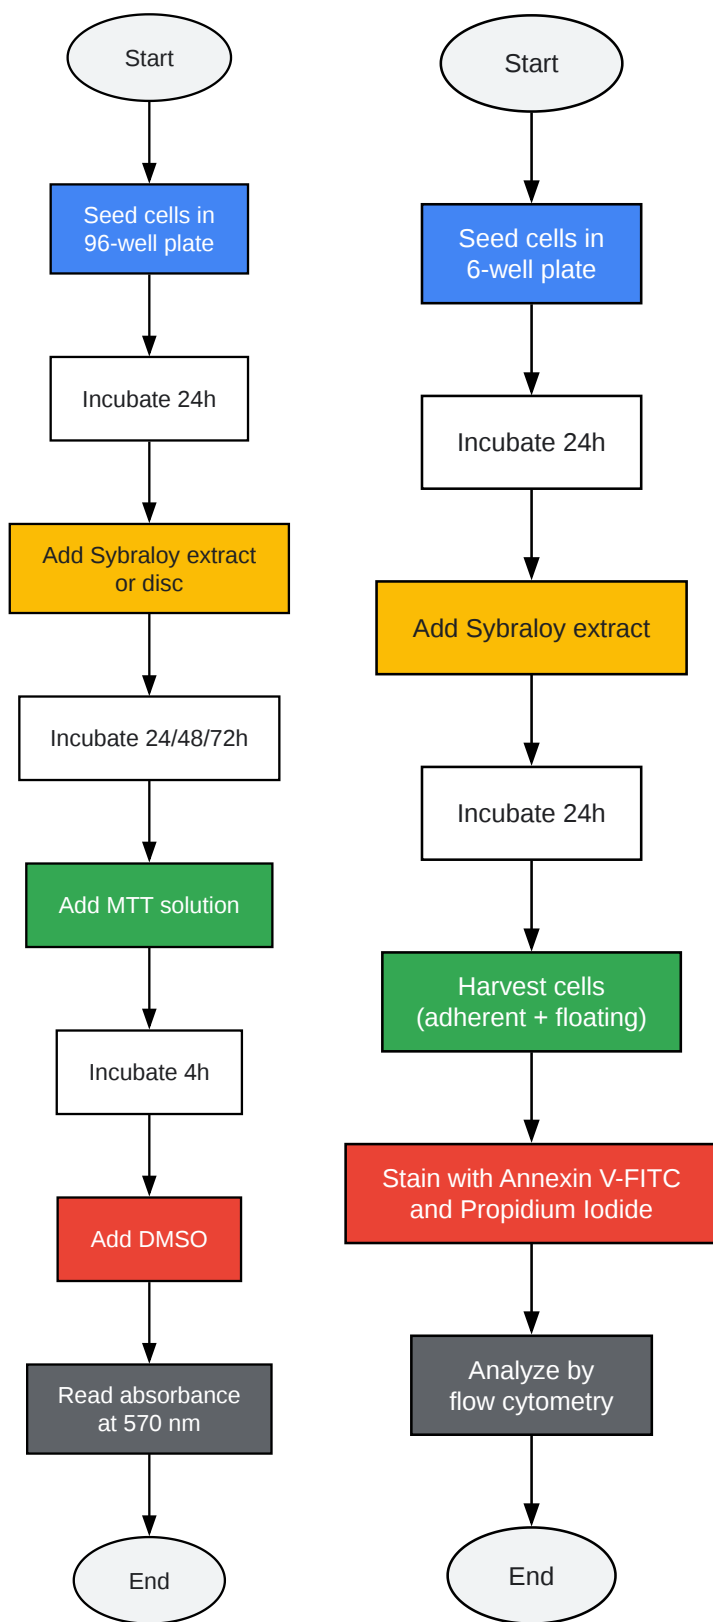 Start
Seed cells in
96-well plate
Incubate 24h
Add Sybraloy extract
or disc
Incubate 24/48/72h
Add MTT solution
Incubate 4h
Add DMSO
Read absorbance
at 570 nm
End
Start
Seed cells in
6-well plate
Incubate 24h
Add Sybraloy extract
Incubate 24h
Harvest cells
(adherent + floating)
Stain with Annexin V-FITC
and Propidium Iodide
Analyze by
flow cytometry
End